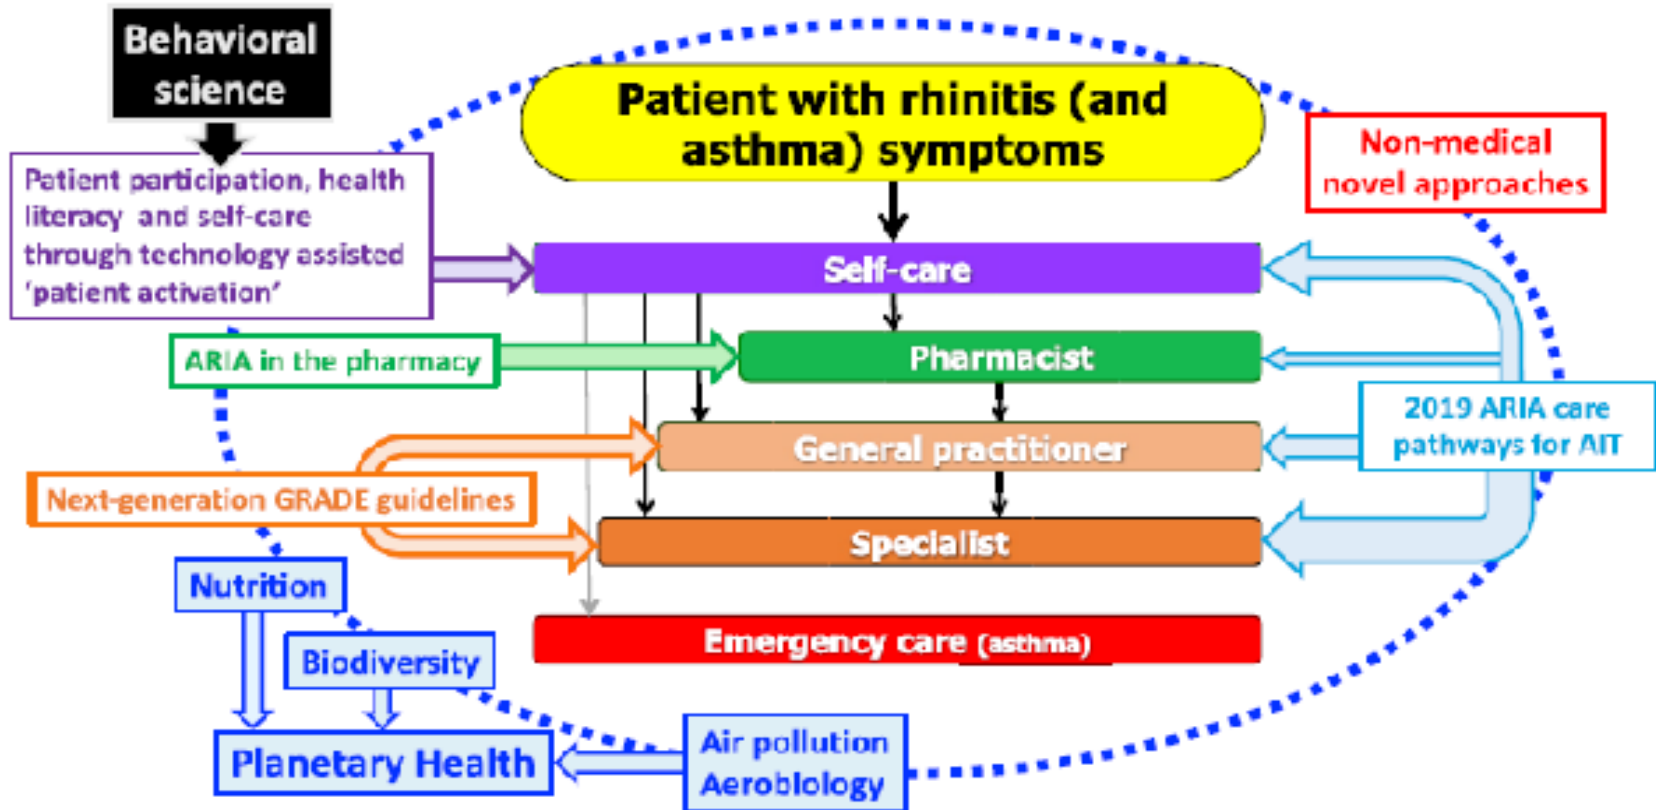 Behavioral
science
Patient with rhinitis (and
asthma) symptoms
Non-medical
novel approaches
Patient participation, health
literacy and self-care
through technology assisted
‘patient activation’
Self-care
ARIA in the pharmacy
Pharmacist
2019 ARIA care
pathways for AIT
General practitioner
Next-generation GRADE guidelines
Specialist
Nutrition
Emergency care (asthma)
Biodiversity
Planetary Health
Air pollution
Aerobiology